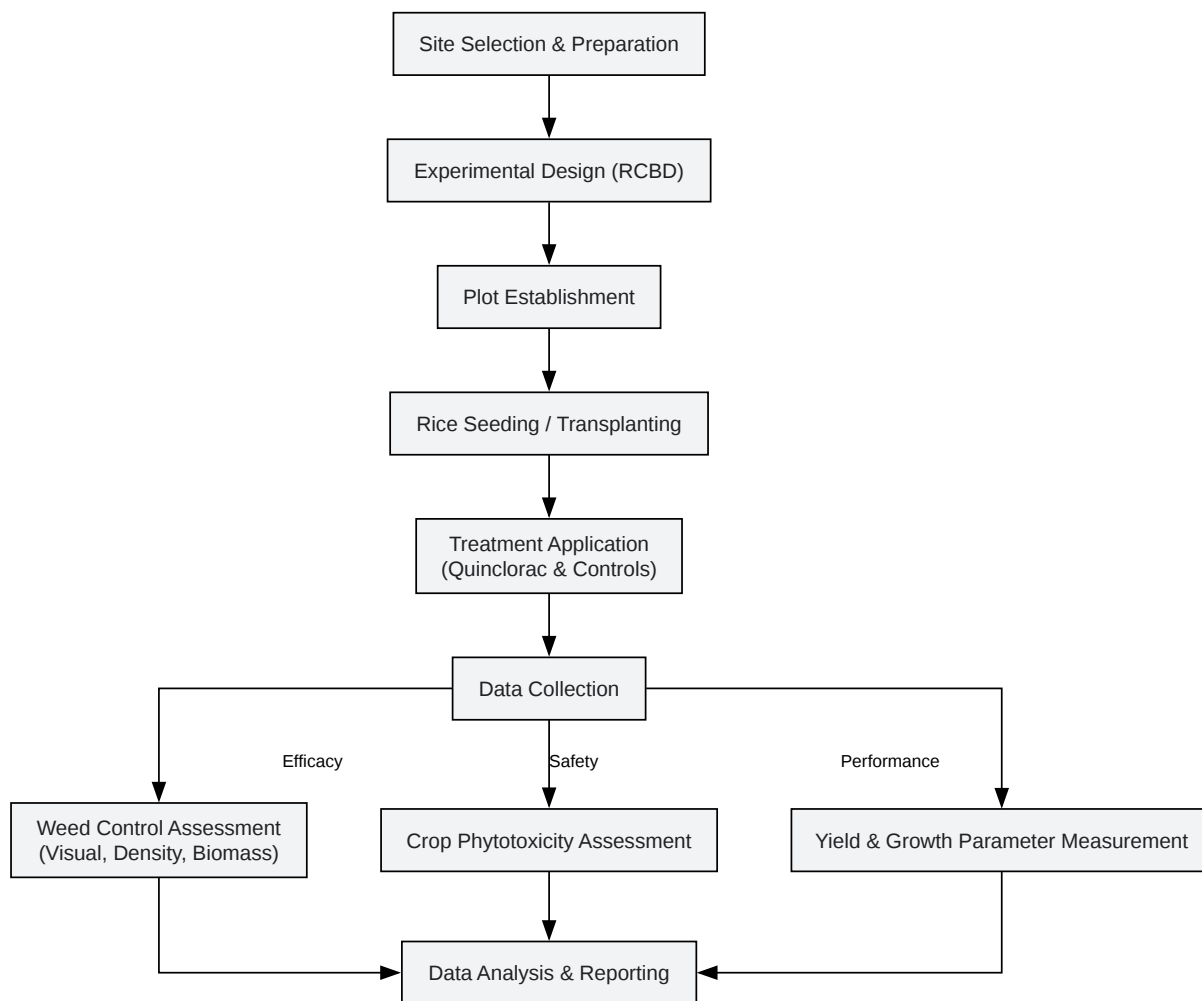 Site Selection & Preparation
Experimental Design (RCBD)
Plot Establishment
Rice Seeding / Transplanting
Treatment Application
(Quinclorac & Controls)
Data Collection
Efficacy
Safety
Performance
Weed Control Assessment
(Visual, Density, Biomass)
Crop Phytotoxicity Assessment
Yield & Growth Parameter Measurement
Data Analysis & Reporting